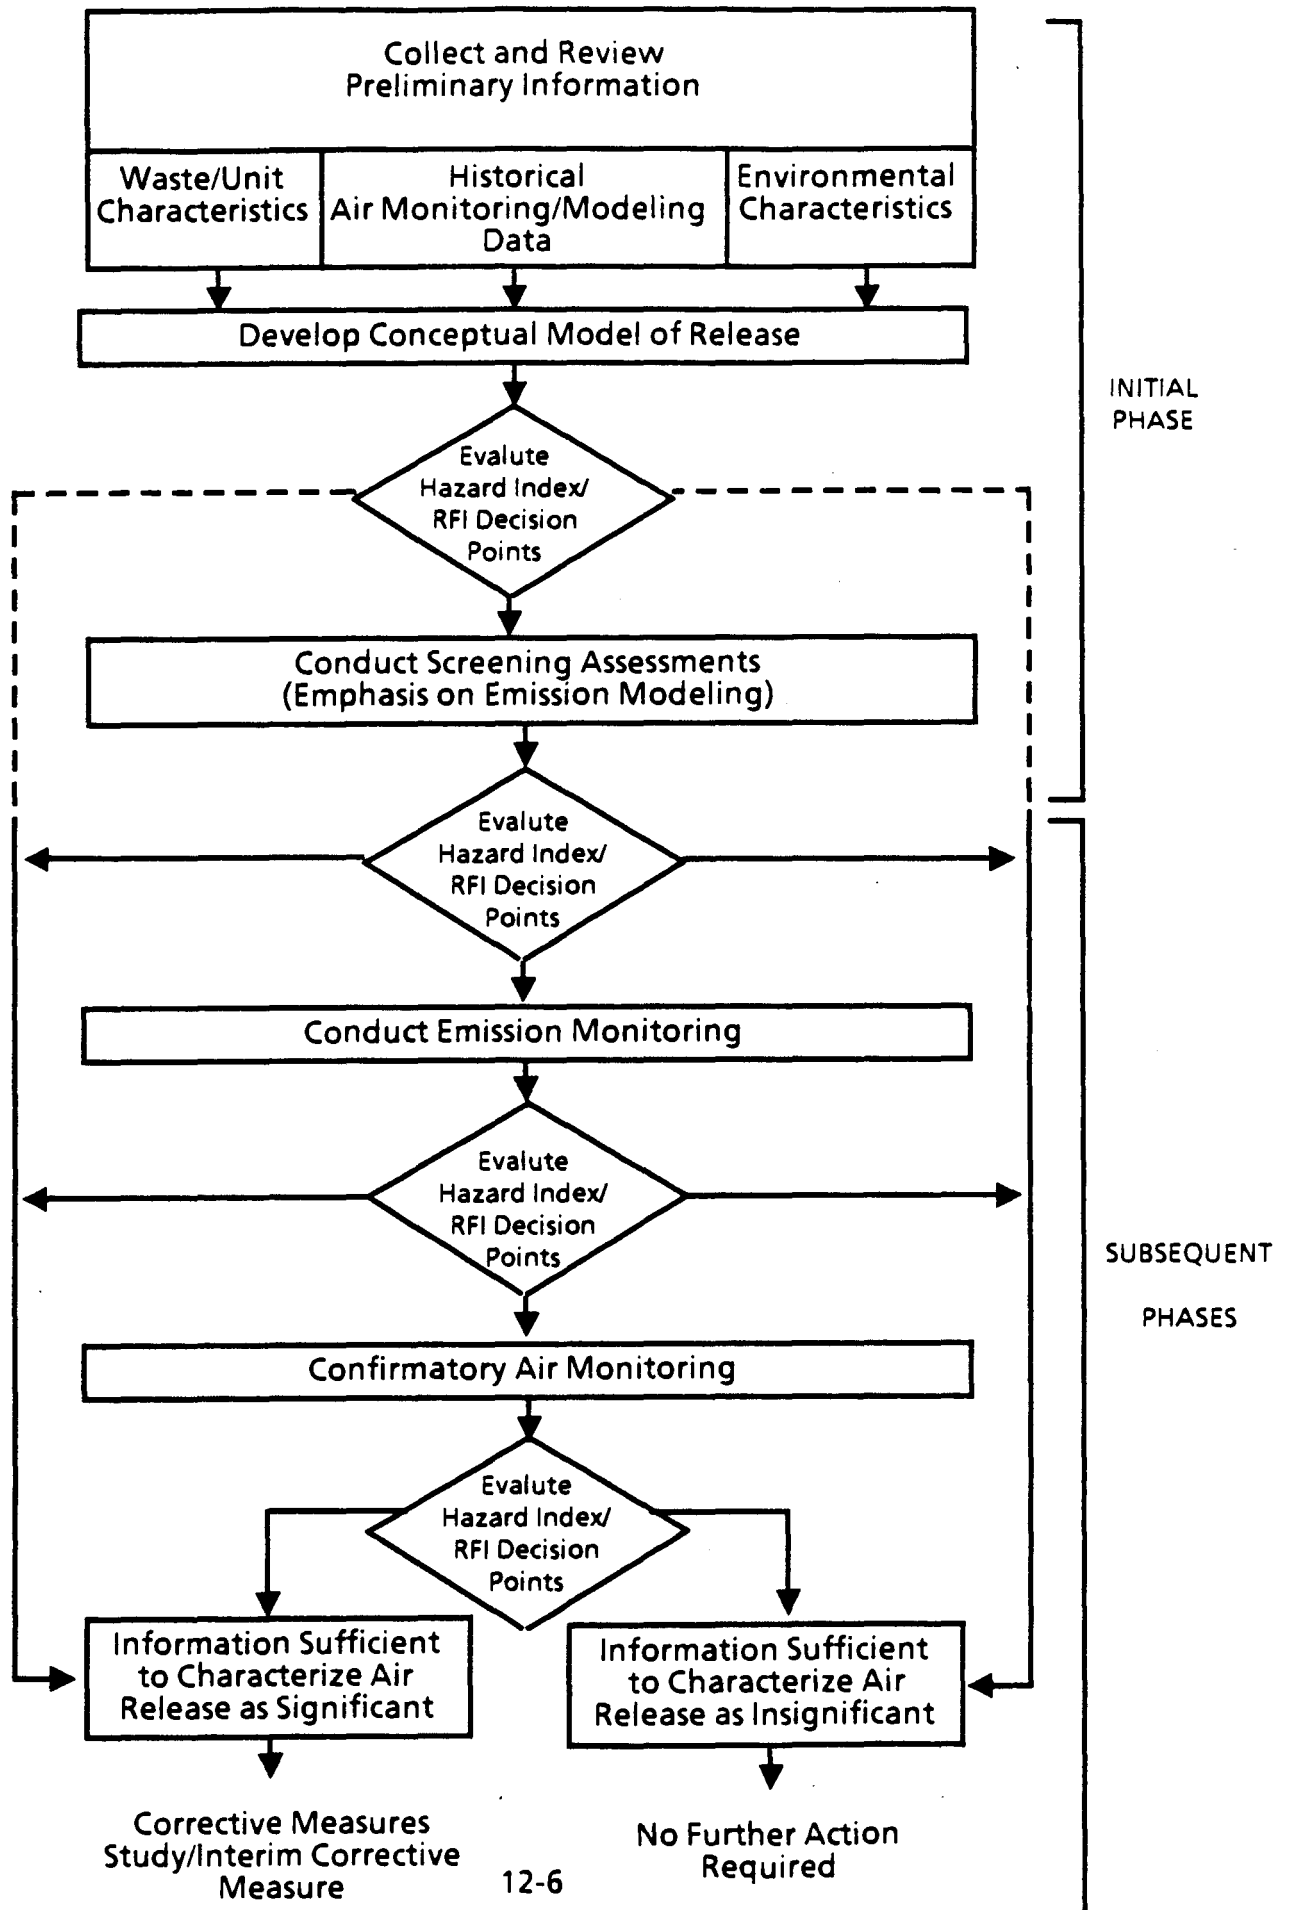 Collect and Review
Preliminary Information
Waste/Unit
Characteristics
Historical
Air Monitoring/Modeling
Data
Environmental
Characteristics
Develop Conceptual Model of Release
INITIAL
PHASE
Evalute
Hazard Index/
RFI Decision
Points
Conduct Screening Assessments
(Emphasis on Emission Modeling)
Evalute
Hazard Index/
RFI Decision
Points
Conduct Emission Monitoring
Evalute
Hazard Index/
RFI Decision
Points
SUBSEQUENT
PHASES
Confirmatory Air Monitoring
Evalute
Hazard Index/
RFI Decision
Points
Information Sufficient
to Characterize Air
Release as Significant
Information Sufficient
to Characterize Air
Release as Insignificant
Corrective Measures
Study/Interim Corrective
Measure
No Further Action
Required
12-6